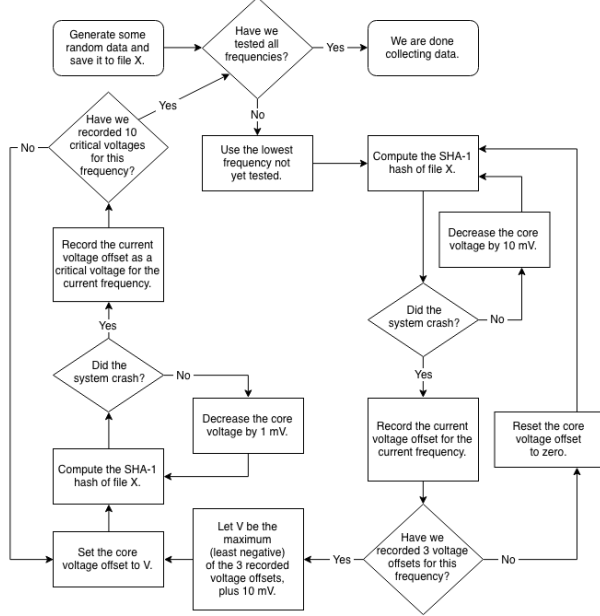 Generate some
random data and
save it to file X.
Have we
tested all
frequencies?
Yes
We are done
collecting data.
Yes
No
Have we
recorded 10
critical voltages
for this
frequency?
No
Use the lowest
frequency not
yet tested.
Compute the SHA-1
hash of file X.
Decrease the core
voltage by 10 mV.
Record the current
voltage offset as a
critical voltage for the
current frequency.
Did the
system crash?
No
Yes
Yes
Did the
system crash?
No
Decrease the core
voltage by 1 mV.
Record the current
voltage offset for the
current frequency.
Reset the core
voltage offset
to zero.
Compute the SHA-1
hash of file X.
Set the core
voltage offset to V.
Let V be the
maximum
(least negative)
of the 3 recorded
voltage offsets,
plus 10 mV.
Yes
Have we
recorded 3 voltage
offsets for this
frequency?
No